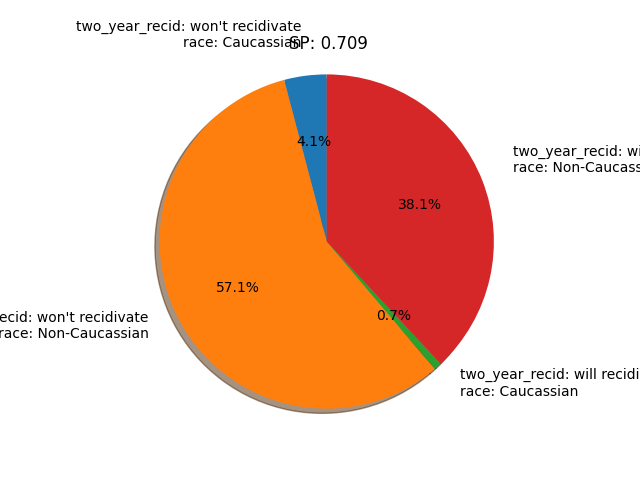 two_year_recid: won't recidivate
race: Caucassian
SP: 0.709
4.1%
two_year_recid: wi
race: Non-Caucass
38.1%
57.1%
0.7%
ecid: won't recidivate
race: Non-Caucassian
two_year_recid: will recidi
race: Caucassian